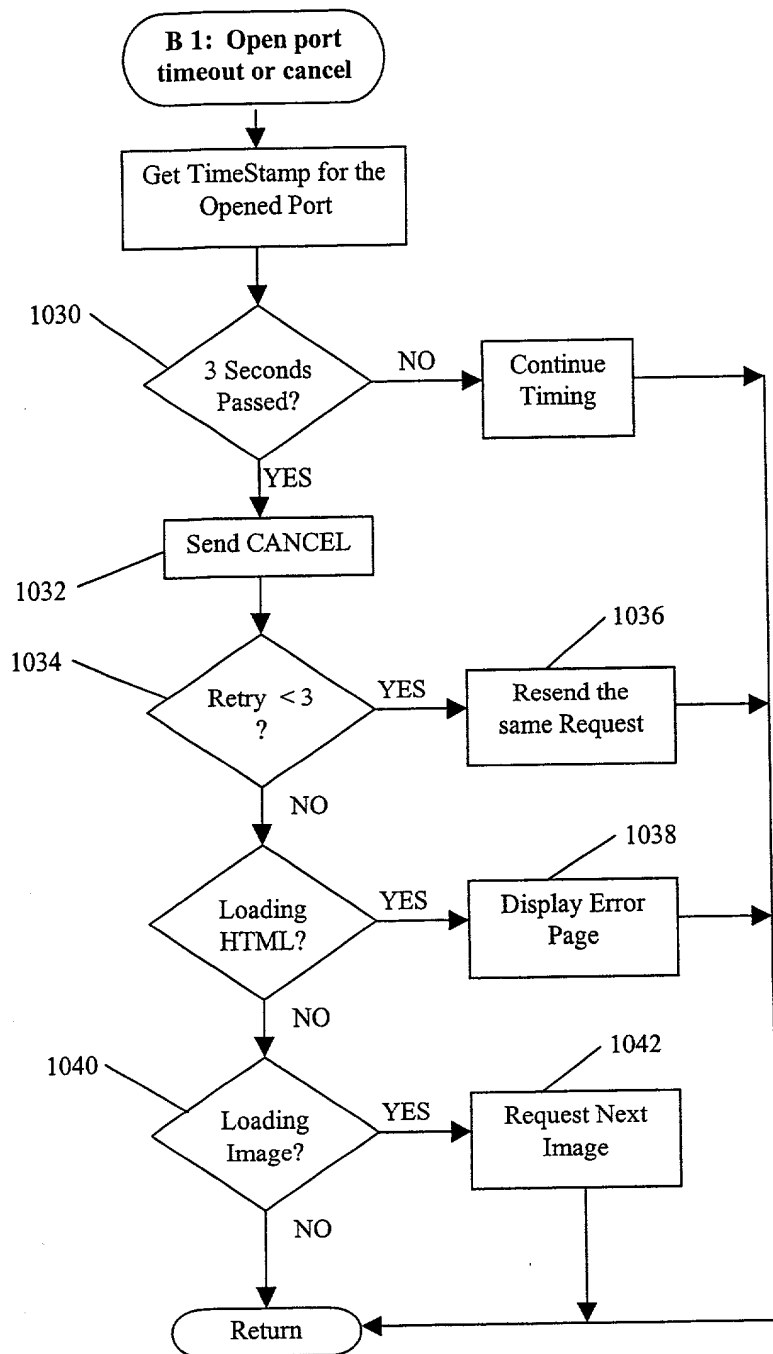 B 1: Open port
timeout or cancel
Get TimeStamp for the
Opened Port
1030
3 Seconds
Passed?
NO
Continue
Timing
YES
Send CANCEL
1032
1034
Retry < 3
?
YES
1036
Resend the
same Request
NO
1038
Loading
HTML?
YES
Display Error
Page
NO
1040
1042
Loading
Image?
YES
Request Next
Image
NO
Return